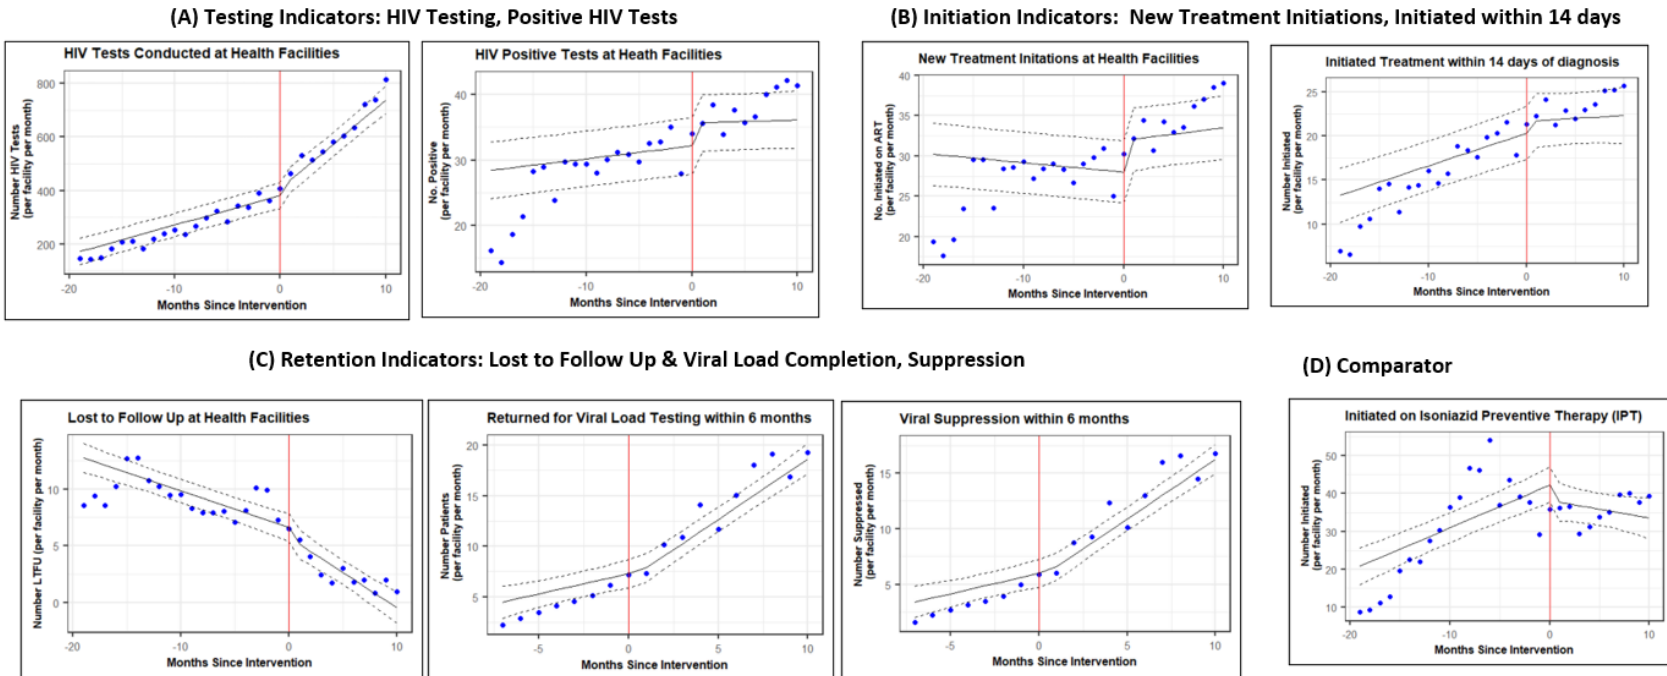 (A) Testing Indicators: HIV Testing, Positive HIV Tests
(B) Initiation Indicators:  New Treatment Initiations, Initiated within 14 days
HIV Tests Conducted at Health Facilities
Number HIV Tests
(per facility per month)
800
600
400
200
-20
-10
0
10
Months Since Intervention
HIV Positive Tests at Heath Facilities
No. Positive
(per facility per month)
40
30
20
-20
-10
0
10
Months Since Intervention
New Treatment Initations at Health Facilities
No. Initiated on ART
(per facility per month)
40
35
30
25
20
-20
-10
0
10
Months Since Intervention
Initiated Treatment within 14 days of diagnosis
Number Initiated
(per facility per month)
25
20
15
10
-20
-10
0
10
Months Since Intervention
(C) Retention Indicators: Lost to Follow Up & Viral Load Completion, Suppression
(D) Comparator
Lost to Follow Up at Health Facilities
Number LTFU (per facility per month)
10
5
0
-20
-10
0
10
Months Since Intervention
Returned for Viral Load Testing within 6 months
Number Patients
(per facility per month)
20
15
10
5
-5
0
5
10
Months Since Intervention
Viral Suppression within 6 months
Number Suppressed
(per facility per month)
15
10
5
-5
0
5
10
Months Since Intervention
Initiated on Isoniazid Preventive Therapy (IPT)
Number Initiated
(per facility per month)
50
40
30
20
10
-20
-10
0
10
Months Since Intervention